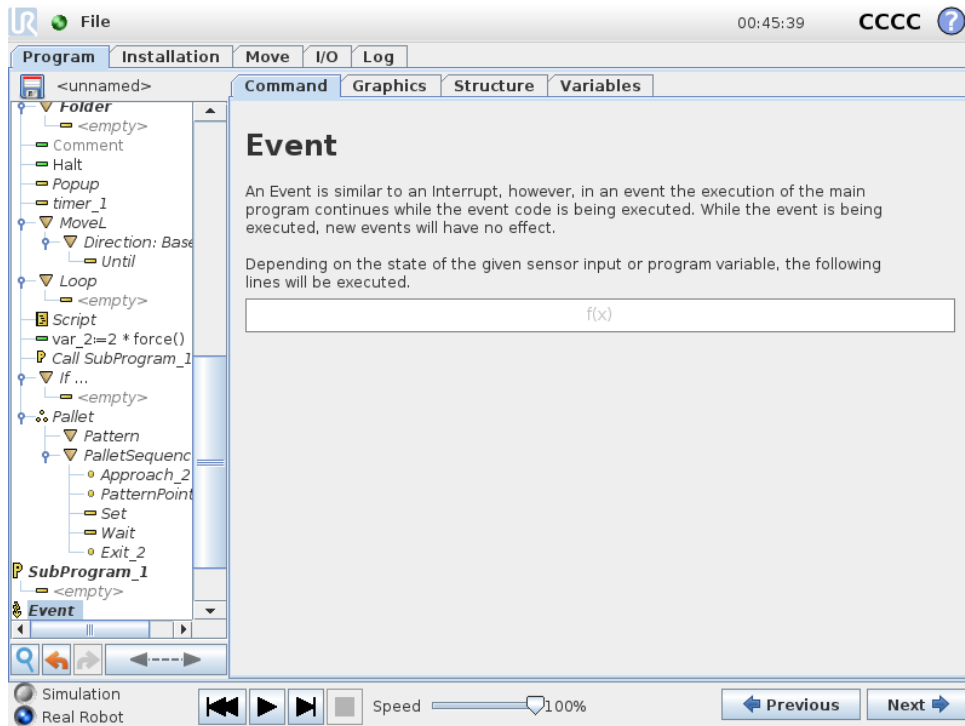 UR File 00:45:39 CCCC ?
Program Installation Move I/O Log
<unnamed>
Command Graphics Structure Variables
Folder
<empty>
Comment
Halt
Popup
timer_1
MoveL
Direction: Base
Until
Loop
<empty>
Script
var_2:=2 * force()
Call SubProgram_1
If ...
<empty>
Pallet
Pattern
PalletSequenc
Approach_2
PatternPoint
Set
Wait
Exit_2
SubProgram_1
<empty>
Event
Event
An Event is similar to an Interrupt, however, in an event the execution of the main
program continues while the event code is being executed. While the event is being
executed, new events will have no effect.
Depending on the state of the given sensor input or program variable, the following
lines will be executed.
f(x)
Simulation
Real Robot
Speed 100%
Previous Next